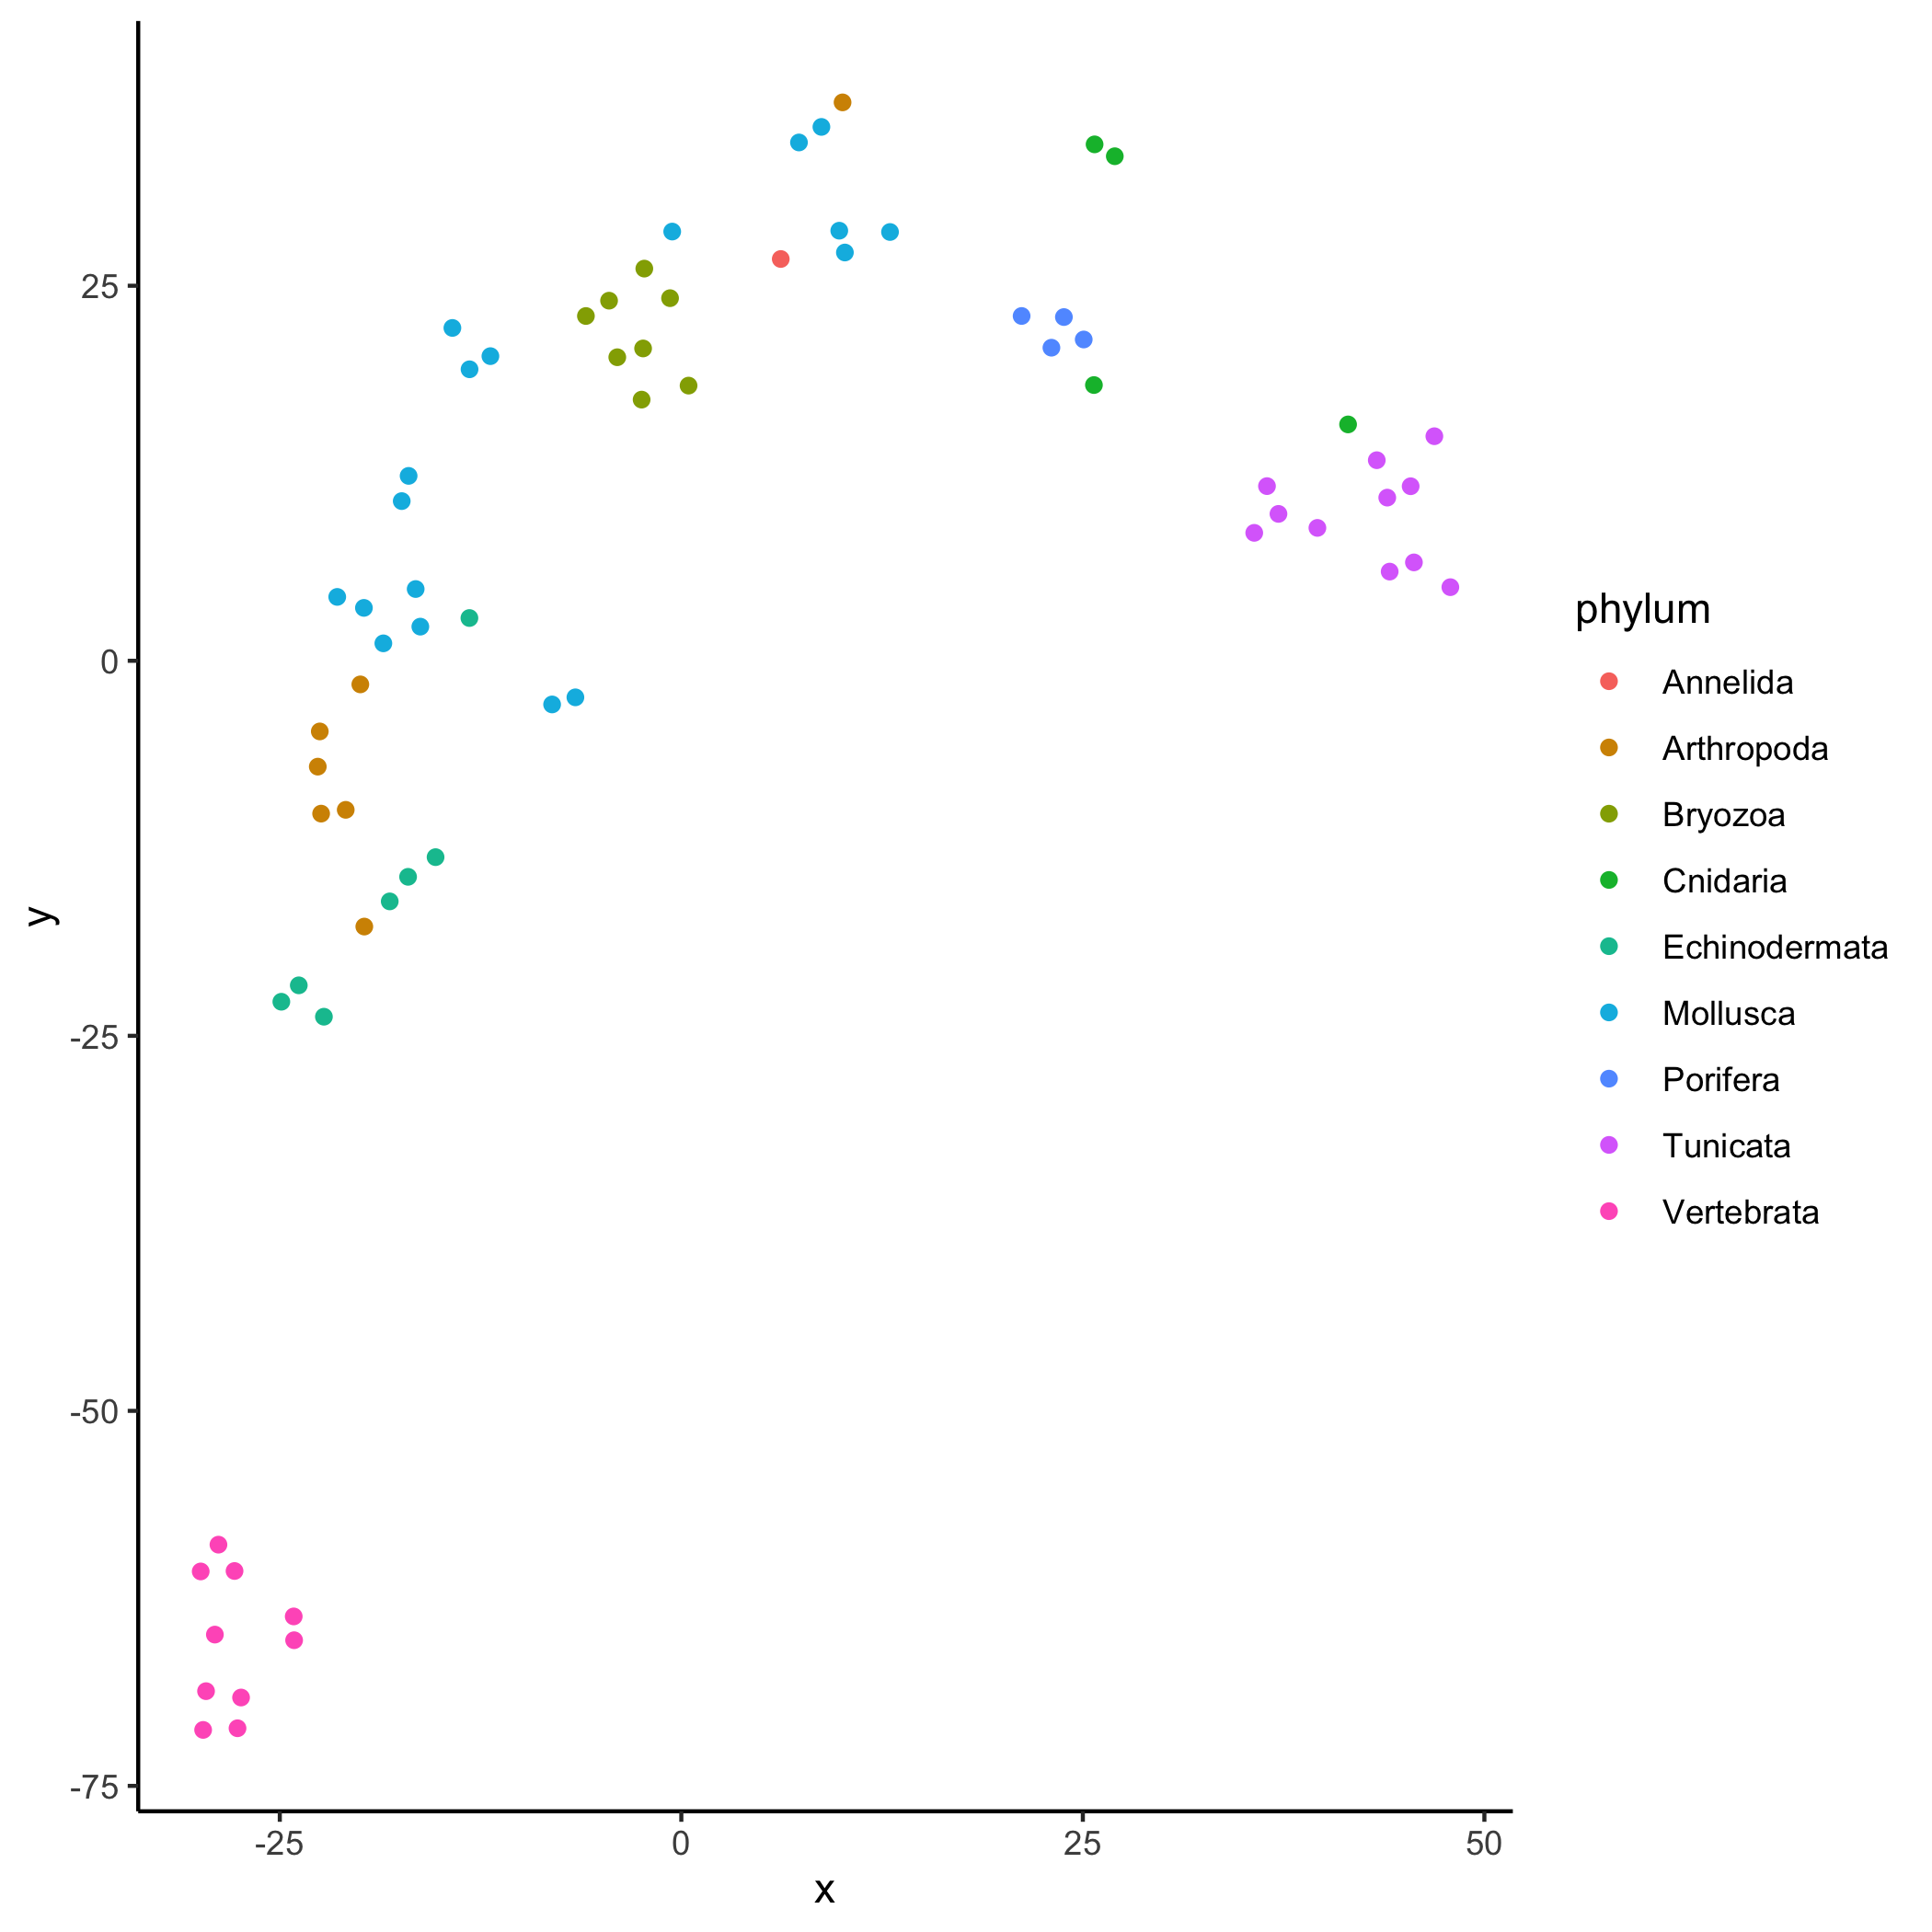 25
0
-25
-50
-75
y
-25
0
25
50
x
phylum
Annelida
Arthropoda
Bryozoa
Cnidaria
Echinodermata
Mollusca
Porifera
Tunicata
Vertebrata